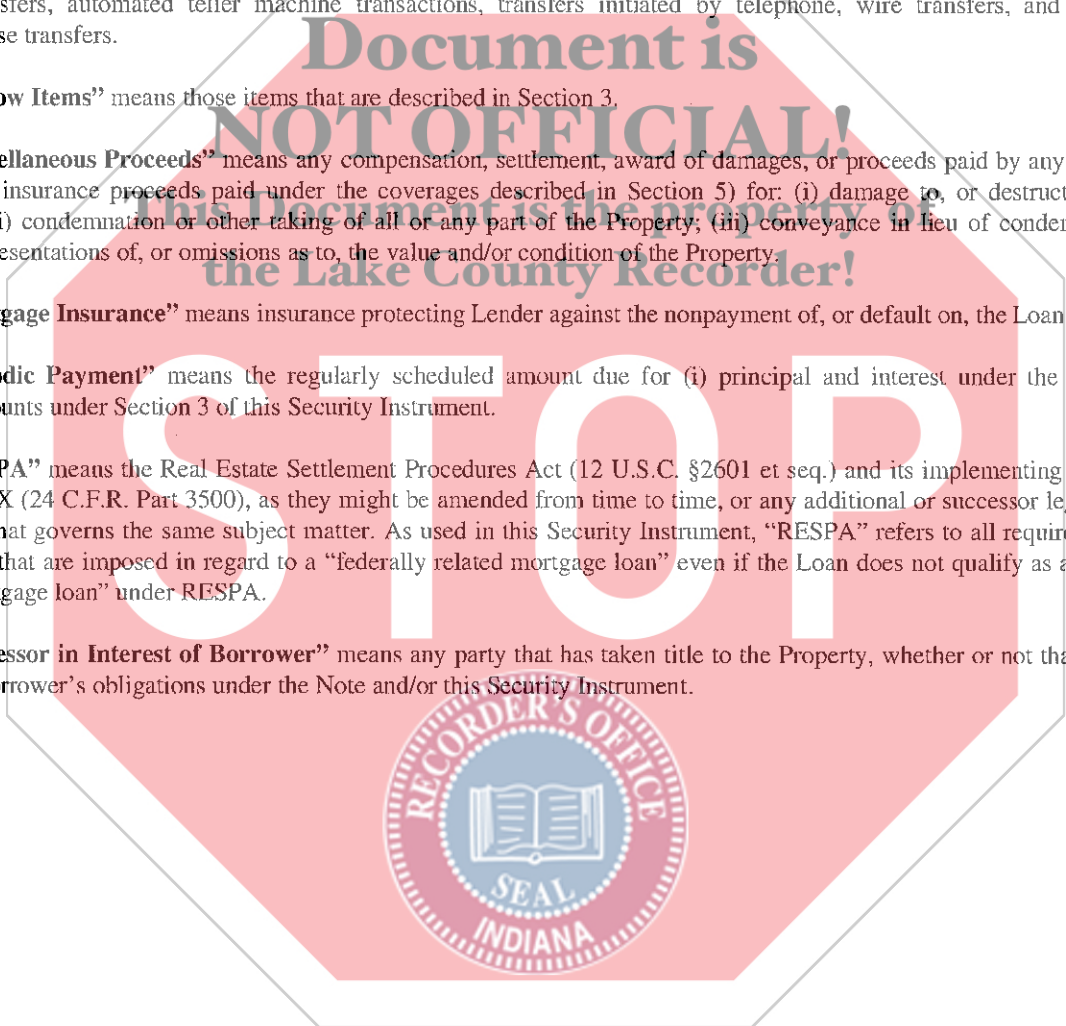 sfers, automated teller machine transactions, transfers initiated by telephone, wire transfers, and
se transfers.
Document is
ow Items” means those items that are described in Section 3.
NOT OFFICIAL!
ellaneous Proceeds” means any compensation, settlement, award of damages, or proceeds paid by any
insurance proceeds paid under the coverages described in Section 5) for: (i) damage to, or destruct
This Document is the property of
i) condemnation or other taking of all or any part of the Property; (iii) conveyance in lieu of conder
esentations of, or omissions as to, the value and/or condition of the Property.
the Lake County Recorder!
gage Insurance” means insurance protecting Lender against the nonpayment of, or default on, the Loan
dic Payment” means the regularly scheduled amount due for (i) principal and interest under the
unts under Section 3 of this Security Instrument.
STOP
PA” means the Real Estate Settlement Procedures Act (12 U.S.C. §2601 et seq.) and its implementing
X (24 C.F.R. Part 3500), as they might be amended from time to time, or any additional or successor le
hat governs the same subject matter. As used in this Security Instrument, “RESPA” refers to all require
that are imposed in regard to a “federally related mortgage loan” even if the Loan does not qualify as a
gage loan” under RESPA.
essor in Interest of Borrower” means any party that has taken title to the Property, whether or not tha
rrower’s obligations under the Note and/or this Security Instrument.
RECORDER'S OFFICE
SEAL
INDIANA